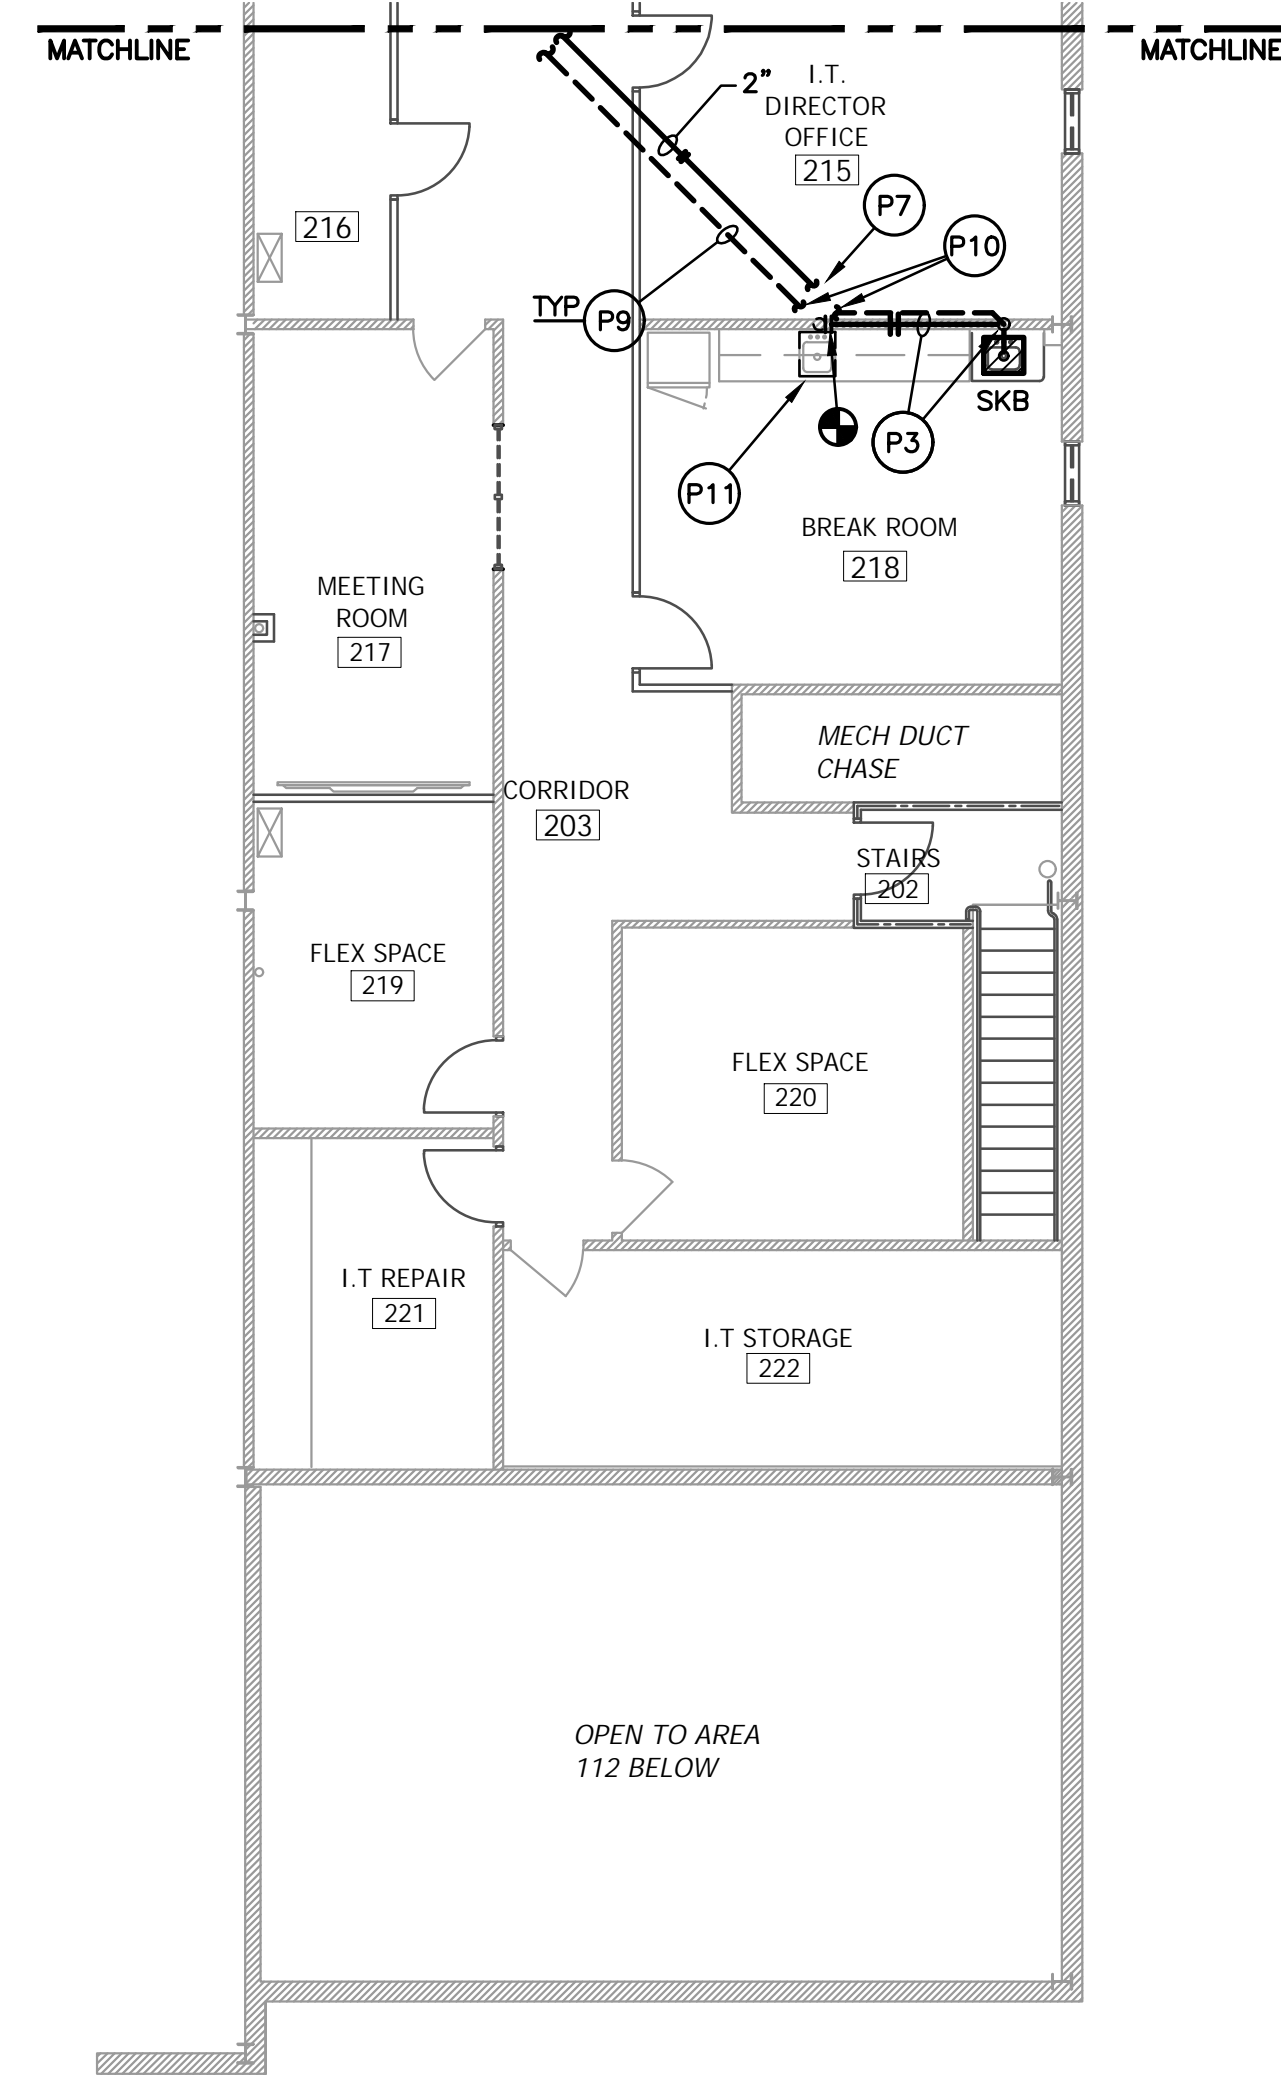 MATCHLINE
MATCHLINE
2"
I.T.
DIRECTOR
OFFICE
215
P7
216
P10
TYP
P9
SKB
P3
P11
BREAK ROOM
218
MEETING
ROOM
217
MECH DUCT
CHASE
CORRIDOR
203
STAIRS
202
FLEX SPACE
219
FLEX SPACE
220
I.T REPAIR
221
I.T STORAGE
222
OPEN TO AREA
112 BELOW